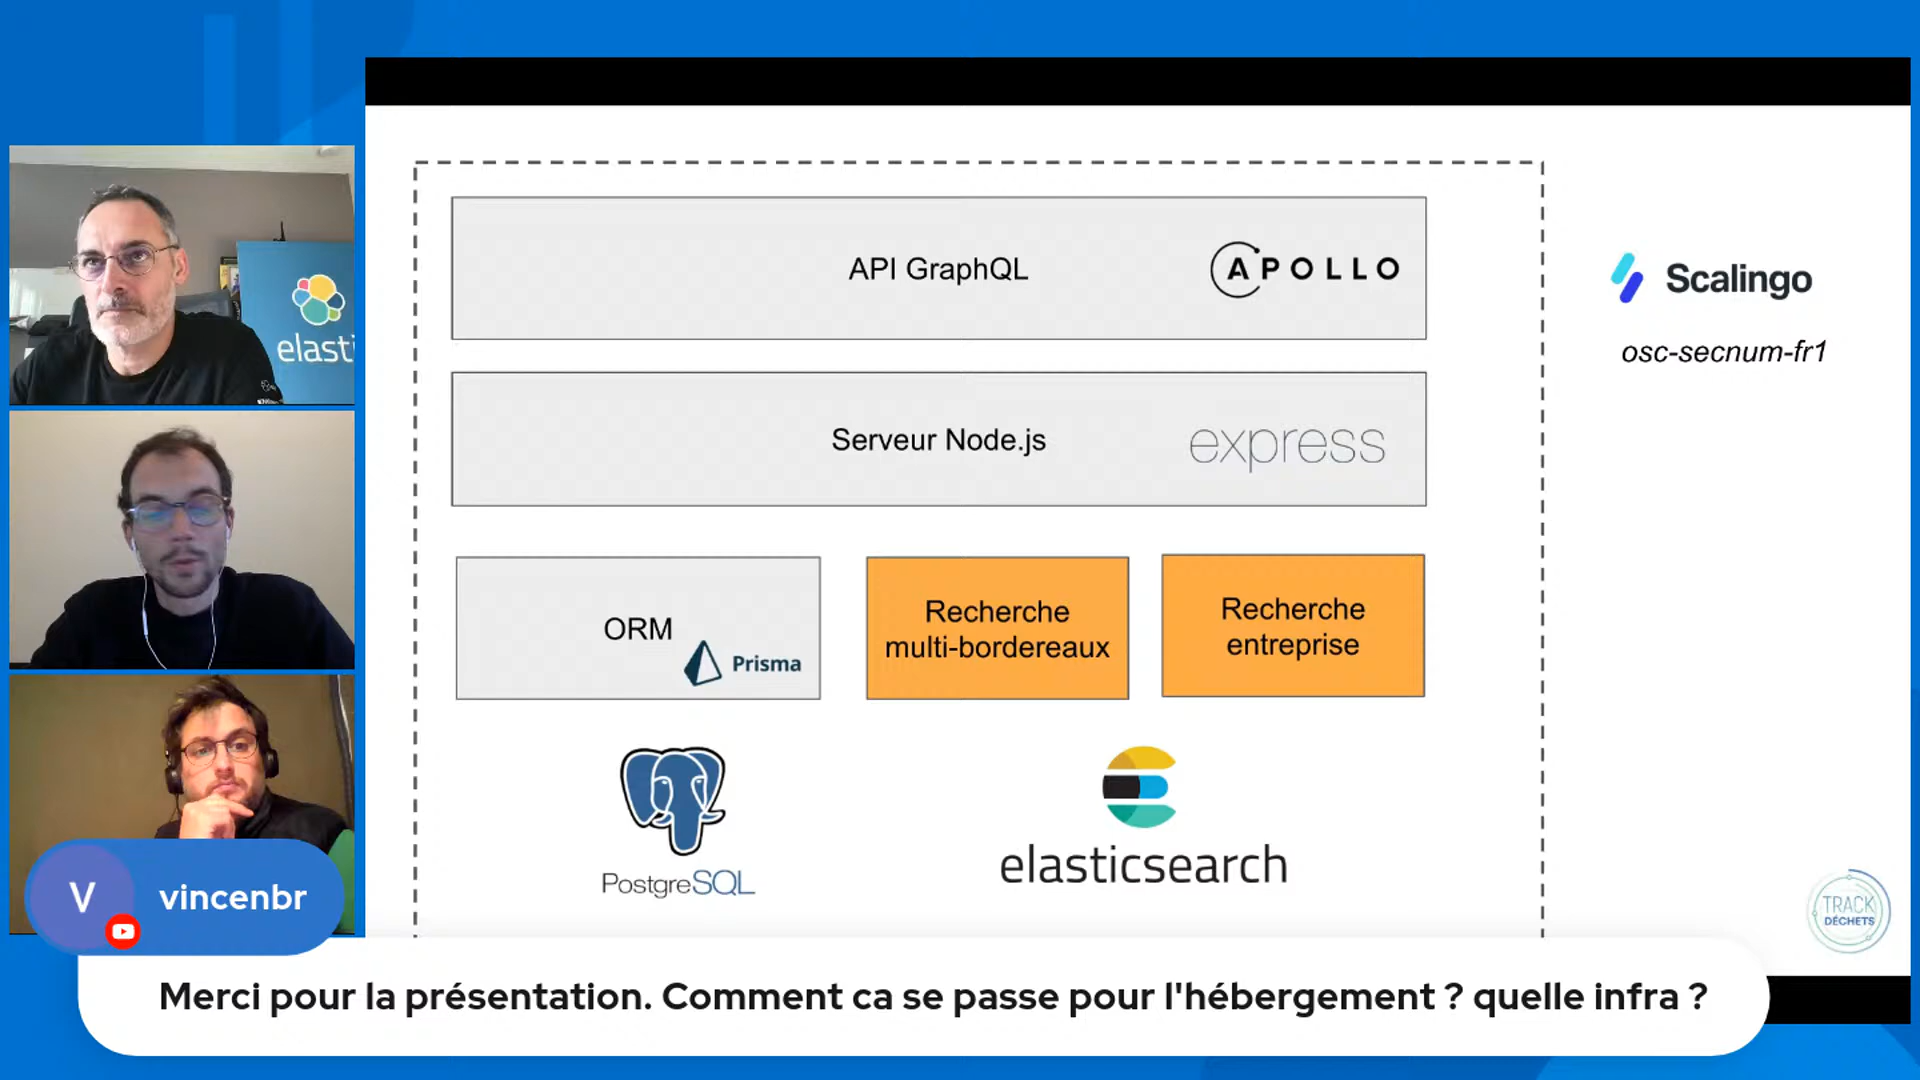 API GraphQL
APOLLO
Scalingo
osc-secnum-fr1
Serveur Node.js
express
ORM
Prisma
Recherche
multi-bordereaux
Recherche
entreprise
PostgreSQL
elasticsearch
TRACK
DÉCHETS
elasti
V
vincenbr
Merci pour la présentation. Comment ca se passe pour l'hébergement ? quelle infra ?